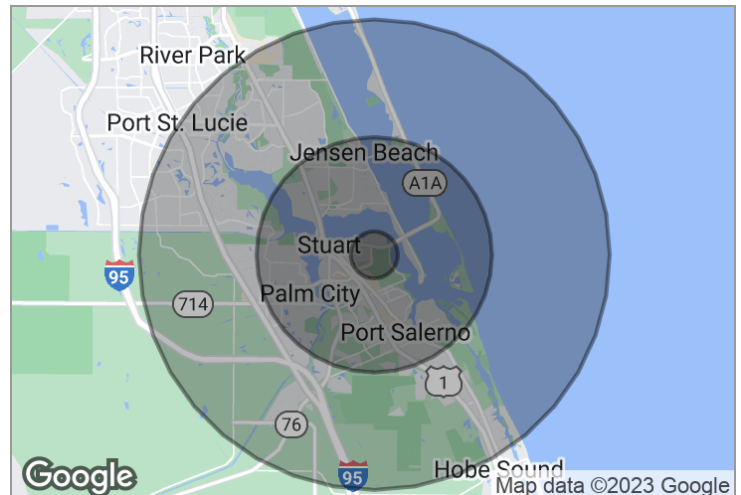 River Park
Port St. Lucie
Jensen Beach
A1A
Stuart
95
714
Palm City
Port Salerno
1
76
Google
95
Hobe Sound
Map data ©2023 Google